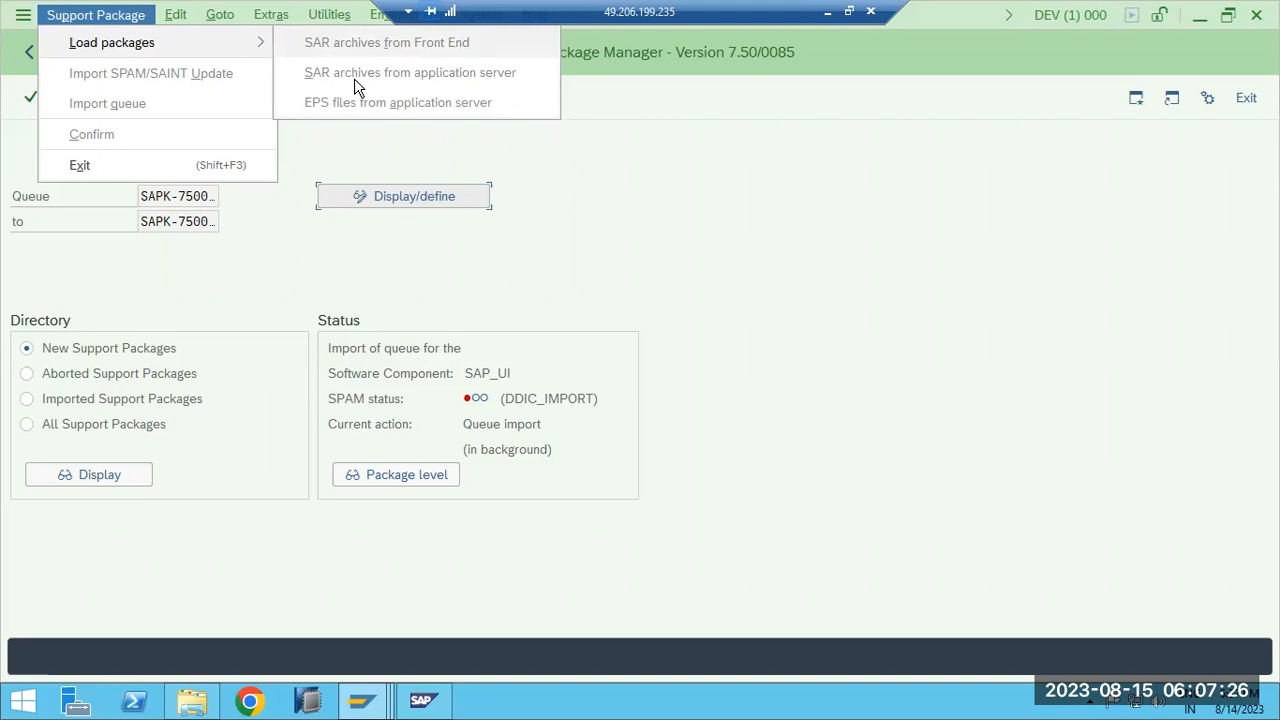 Support Package Edit Goto Extras Utilities
49.206.199.235
DEV (1) 000
Load packages
Import SPAM/SAINT Update
Import queue
Confirm
Exit (Shift+F3)
SAR archives from Front End
SAR archives from application server
EPS files from application server
ckage Manager - Version 7.50/0085
Exit
Queue SAPK-7500...
to SAPK-7500...
Display/define
Directory
New Support Packages
Aborted Support Packages
Imported Support Packages
All Support Packages
Display
Status
Import of queue for the
Software Component: SAP_UI
SPAM status: (DDIC_IMPORT)
Current action: Queue import
(in background)
Package level
SAP
2023-08-15 06:07:26
IN 8/14/2023